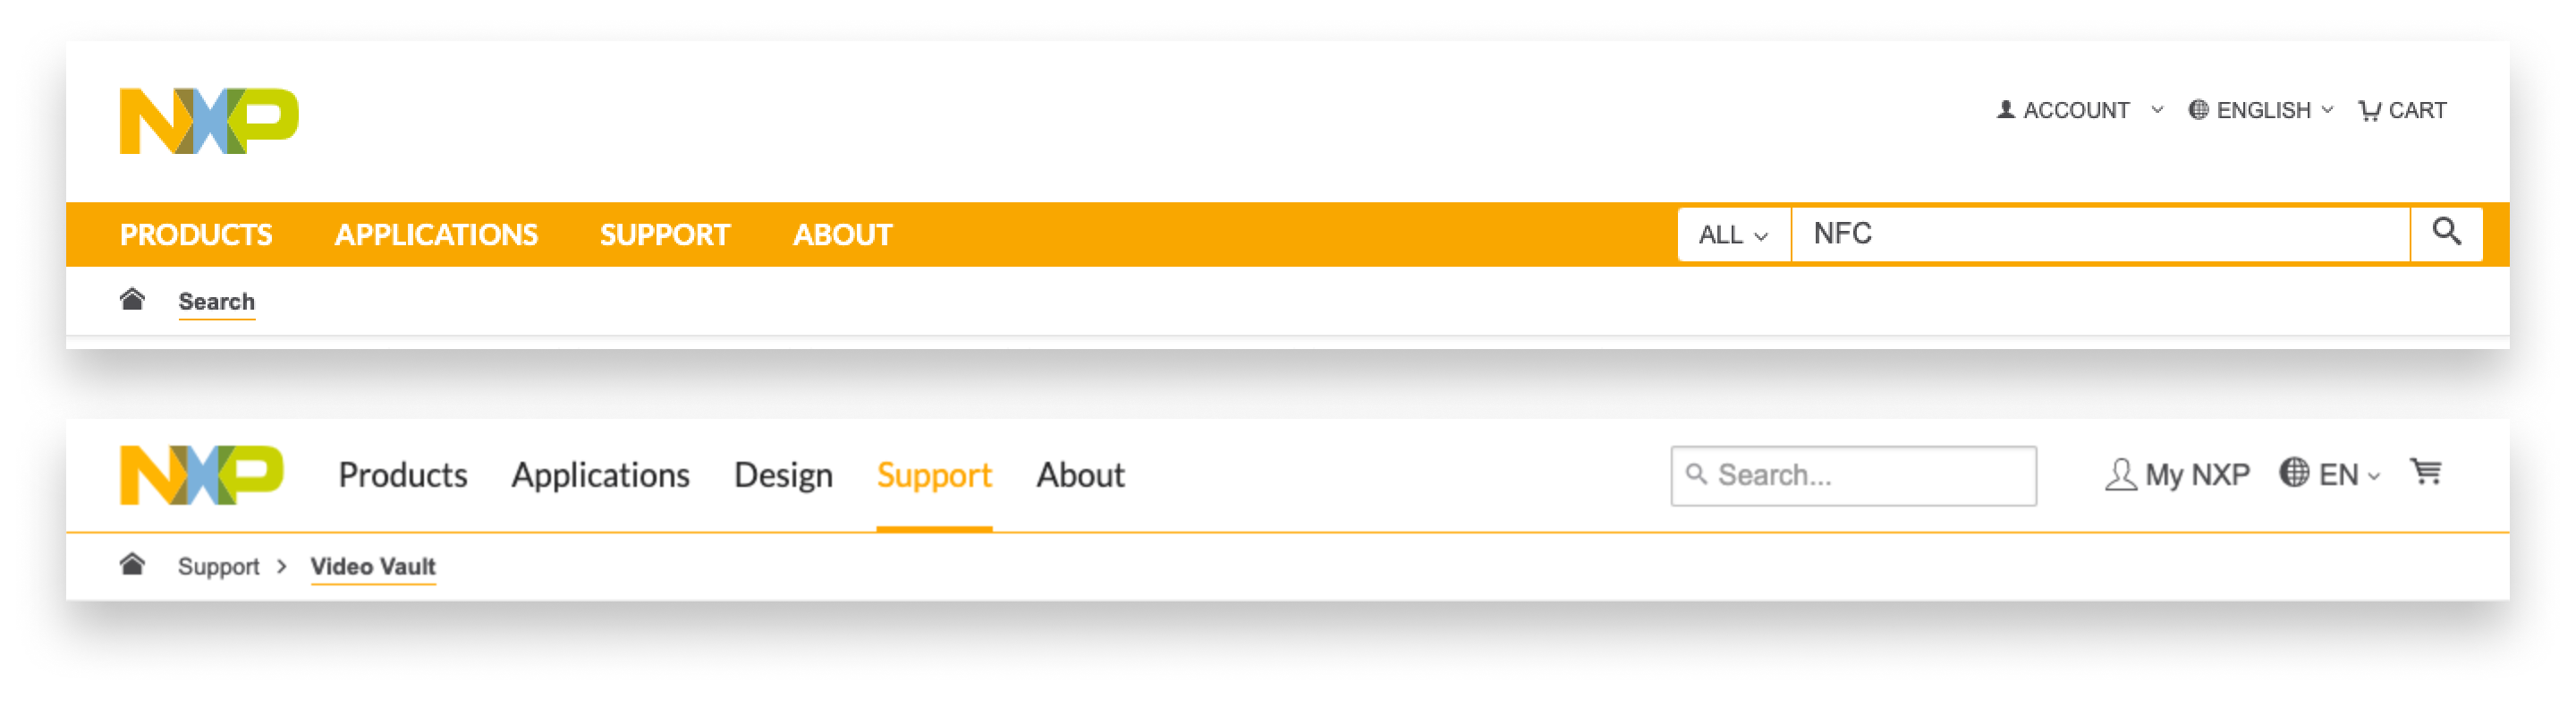 NXP
ACCOUNT ENGLISH CART
PRODUCTS APPLICATIONS SUPPORT ABOUT ALL NFC
Search
NXP Products Applications Design Support About Search... My NXP EN
Support > Video Vault